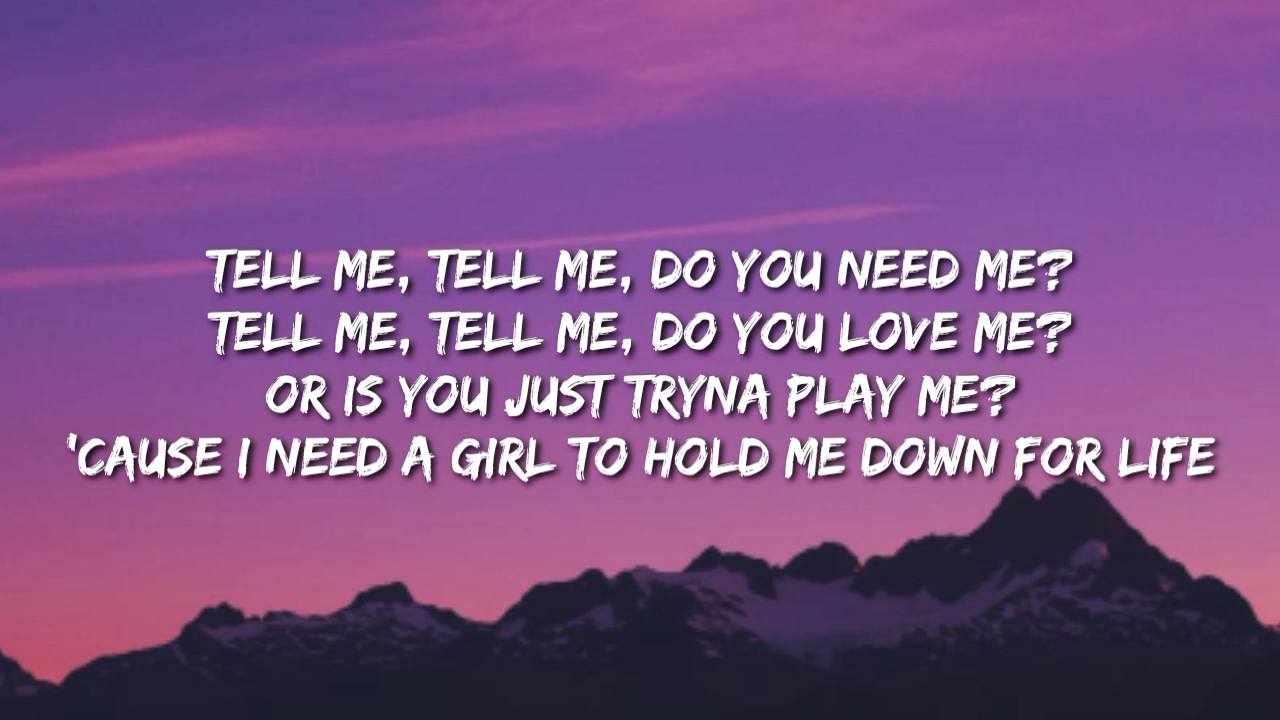 TELL ME, TELL ME, DO YOU NEED ME?
TELL ME, TELL ME, DO YOU LOVE ME?
OR IS YOU JUST TRYNA PLAY ME?
'CAUSE I NEED A GIRL TO HOLD ME DOWN FOR LIFE